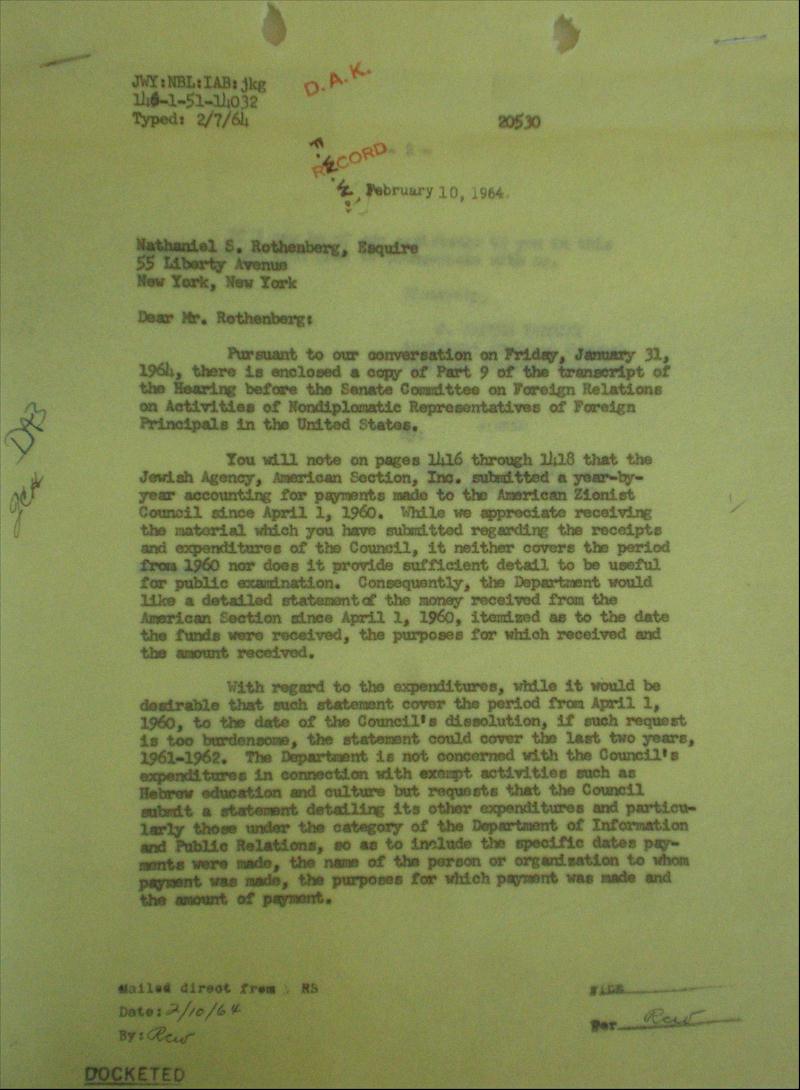 JWY:NBL:IAB:jkg
146-1-51-14032
Typed: 2/7/64
20530
D.A.K.
RECORD
February 10, 1964
Nathaniel S. Rothenberg, Esquire
55 Liberty Avenue
New York, New York
Dear Mr. Rothenberg:
Pursuant to our conversation on Friday, January 31,
1964, there is enclosed a copy of Part 9 of the transcript of
the Hearing before the Senate Committee on Foreign Relations
on Activities of Nondiplomatic Representatives of Foreign
Principals in the United States.
You will note on pages 1416 through 1418 that the
Jewish Agency, American Section, Inc. submitted a year-by-
year accounting for payments made to the American Zionist
Council since April 1, 1960. While we appreciate receiving
the material which you have submitted regarding the receipts
and expenditures of the Council, it neither covers the period
from 1960 nor does it provide sufficient detail to be useful
for public examination. Consequently, the Department would
like a detailed statement of the money received from the
American Section since April 1, 1960, itemized as to the date
the funds were received, the purposes for which received and
the amount received.
With regard to the expenditures, while it would be
desirable that such statement cover the period from April 1,
1960, to the date of the Council's dissolution, if such request
is too burdensome, the statement could cover the last two years,
1961-1962. The Department is not concerned with the Council's
expenditures in connection with exempt activities such as
Hebrew education and culture but requests that the Council
submit a statement detailing its other expenditures and particu-
larly those under the category of the Department of Information
and Public Relations, so as to include the specific dates pay-
ments were made, the name of the person or organization to whom
payment was made, the purposes for which payment was made and
the amount of payment.
Mailed direct from RS
Date: 2/10/64
By: Rcw
Per Rcw
DOCKETED